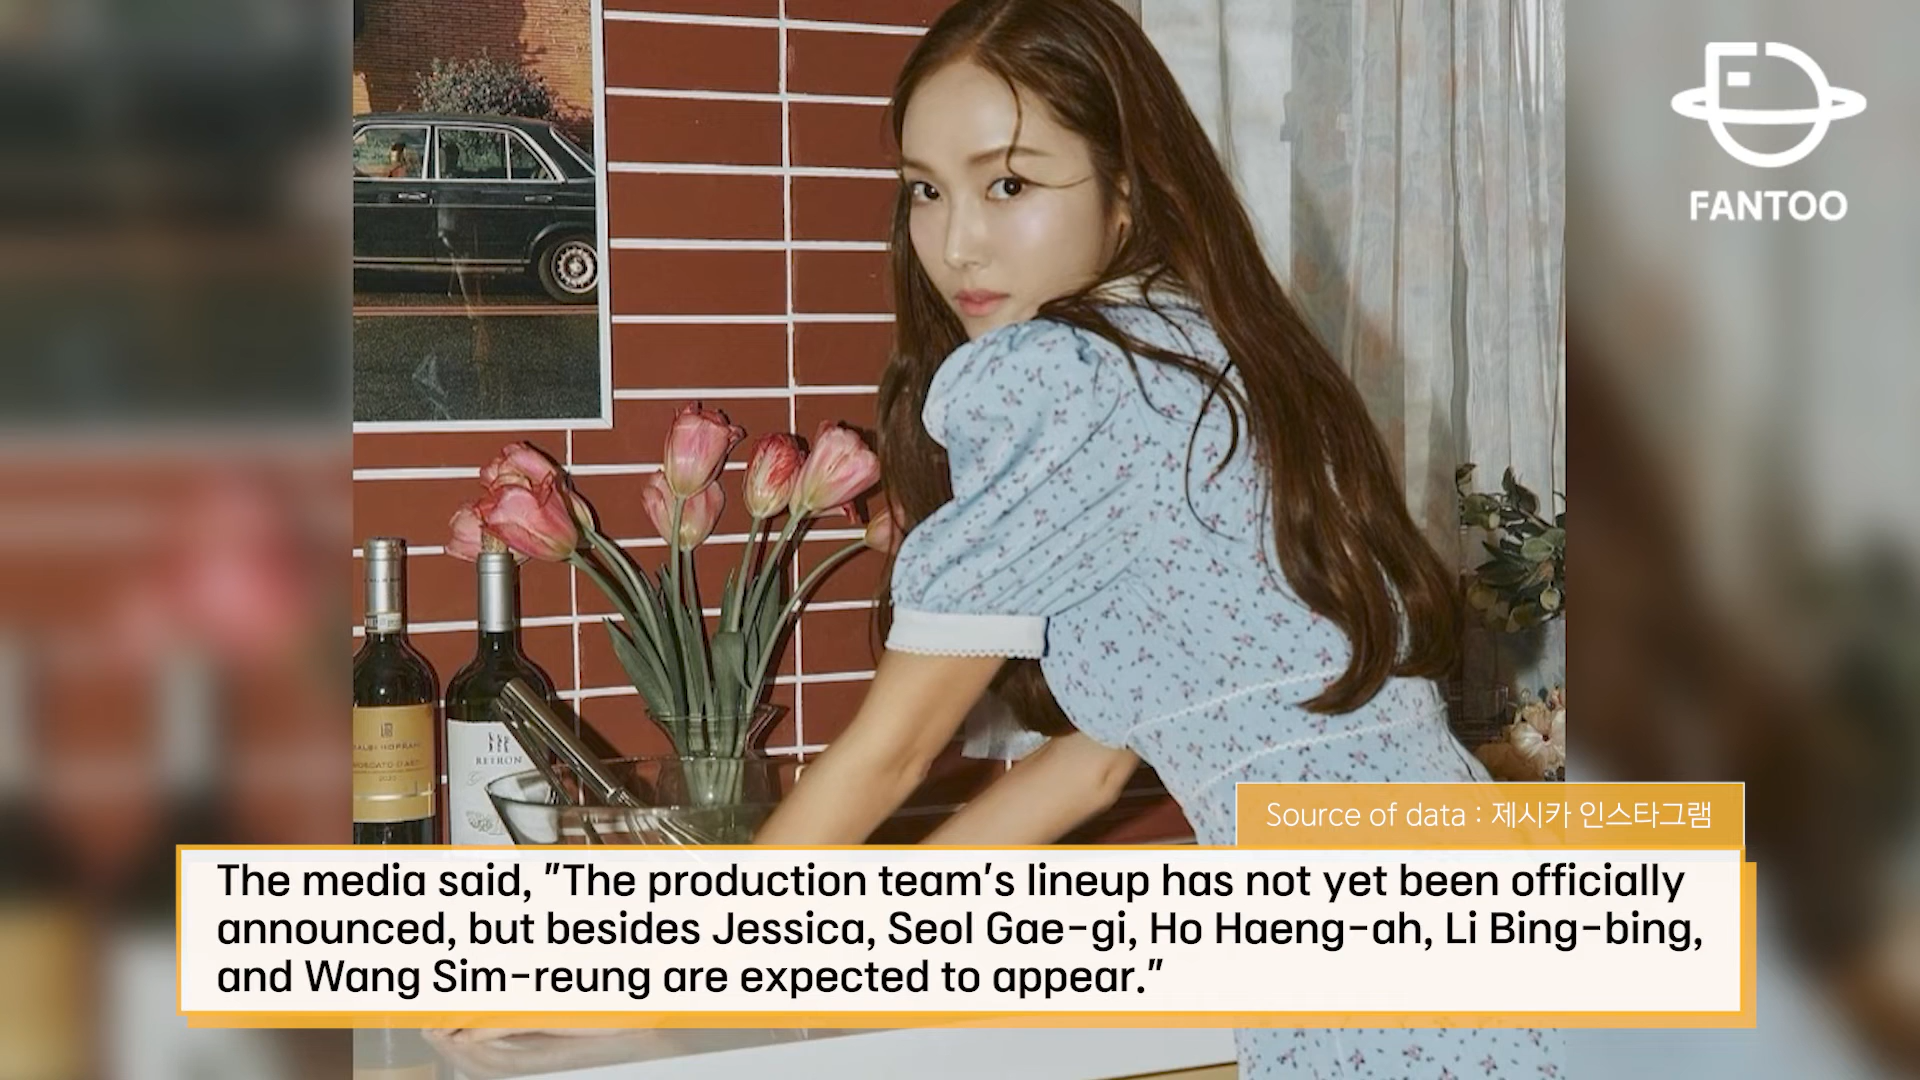 FANTOO
RETRON
Source of data : 제시카 인스타그램
The media said, "The production team's lineup has not yet been officially
announced, but besides Jessica, Seol Gae-gi, Ho Haeng-ah, Li Bing-bing,
and Wang Sim-reung are expected to appear."